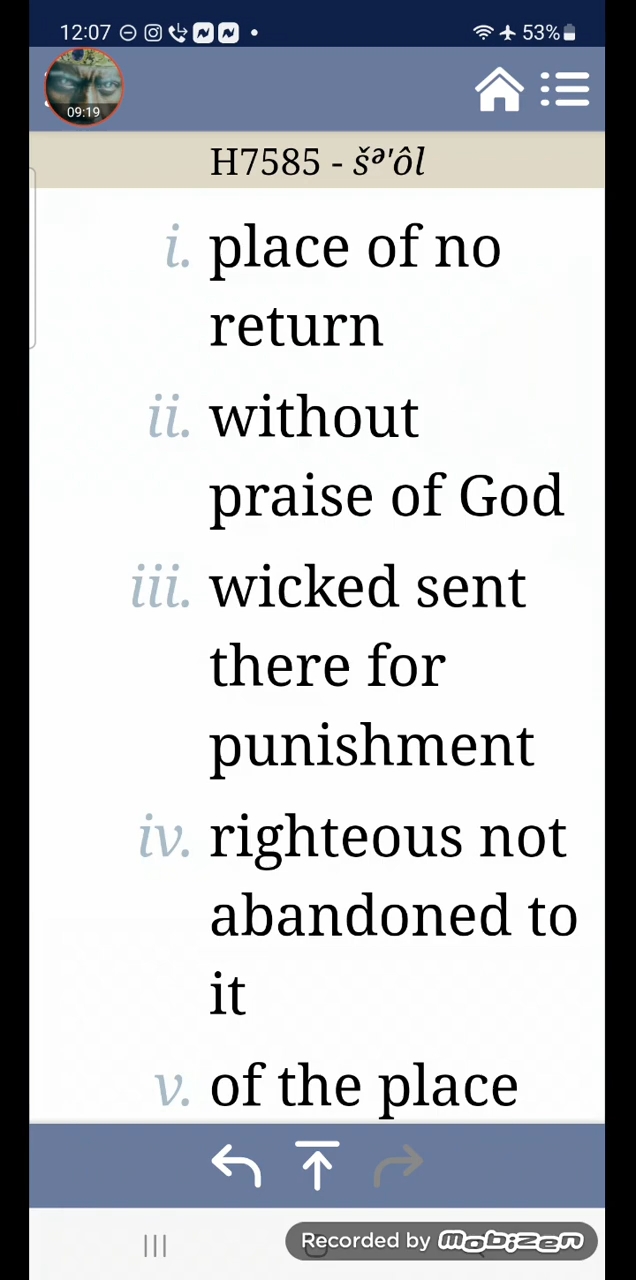 12:07
53%
09:19
H7585 - šᵊ'ôl
i. place of no
return
ii. without
praise of God
iii. wicked sent
there for
punishment
iv. righteous not
abandoned to
it
v. of the place
Recorded by mobizen